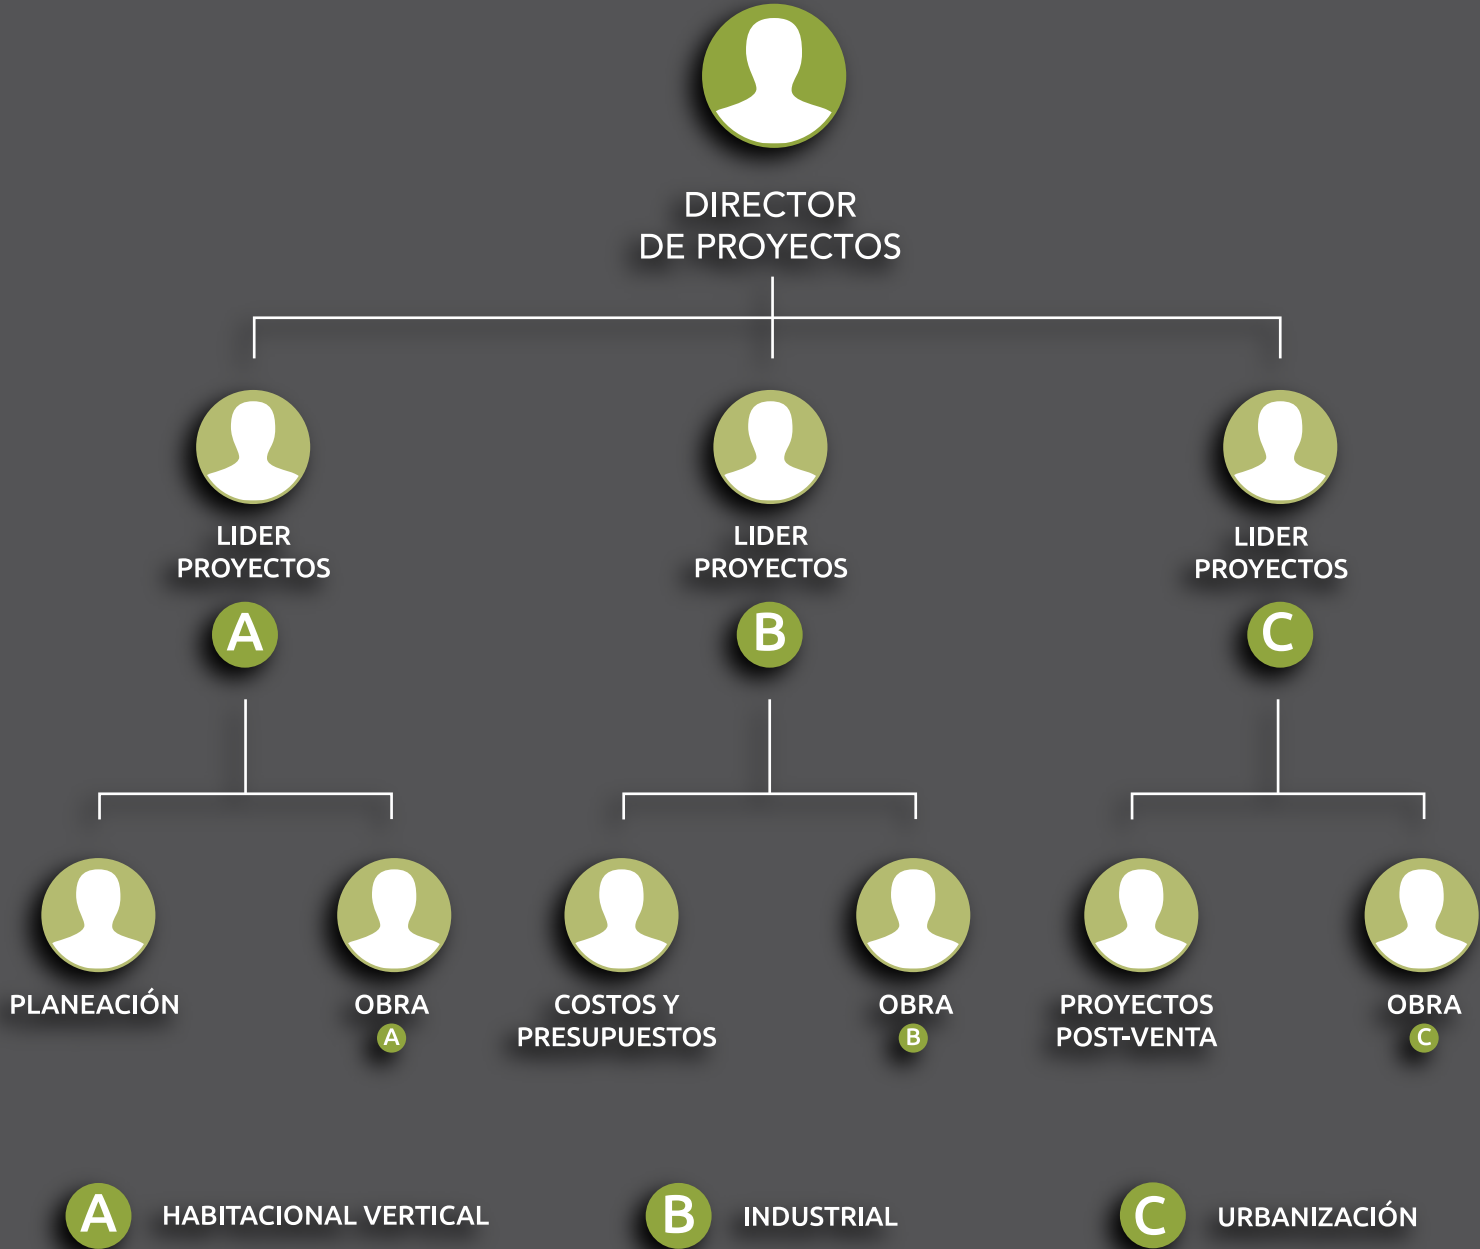 DIRECTOR
DE PROYECTOS
LIDER
PROYECTOS
A
LIDER
PROYECTOS
B
LIDER
PROYECTOS
C
PLANEACIÓN
OBRA
A
COSTOS Y
PRESUPUESTOS
OBRA
B
PROYECTOS
POST-VENTA
OBRA
C
A HABITACIONAL VERTICAL
B INDUSTRIAL
C URBANIZACIÓN